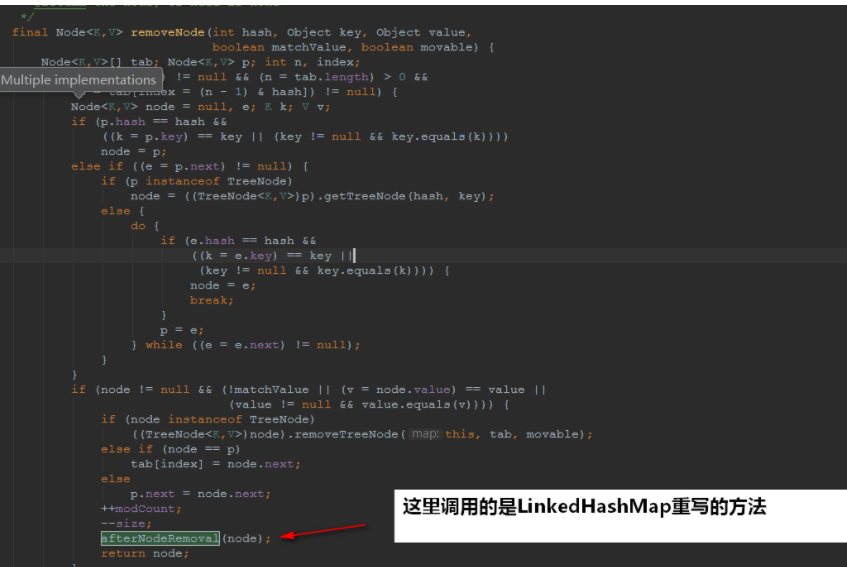 */
final Node<K,V> removeNode(int hash, Object key, Object value,
boolean matchValue, boolean movable) {
Node<K,V>[] tab; Node<K,V> p; int n, index;
Multiple implementations ) != null && (n = tab.length) > 0 &&
= tab[index = (n - 1) & hash]) != null) {
Node<K,V> node = null, e; K k; V v;
if (p.hash == hash &&
((k = p.key) == key || (key != null && key.equals(k))))
node = p;
else if ((e = p.next) != null) {
if (p instanceof TreeNode)
node = ((TreeNode<K,V>)p).getTreeNode(hash, key);
else {
do {
if (e.hash == hash &&
((k = e.key) == key ||
(key != null && key.equals(k)))) {
node = e;
break;
}
p = e;
} while ((e = e.next) != null);
}
}
if (node != null && (!matchValue || (v = node.value) == value ||
(value != null && value.equals(v)))) {
if (node instanceof TreeNode)
((TreeNode<K,V>)node).removeTreeNode( map: this, tab, movable);
else if (node == p)
tab[index] = node.next;
else
p.next = node.next;
++modCount;
--size;
afterNodeRemoval(node);
return node;
这里调用的是LinkedHashMap重写的方法